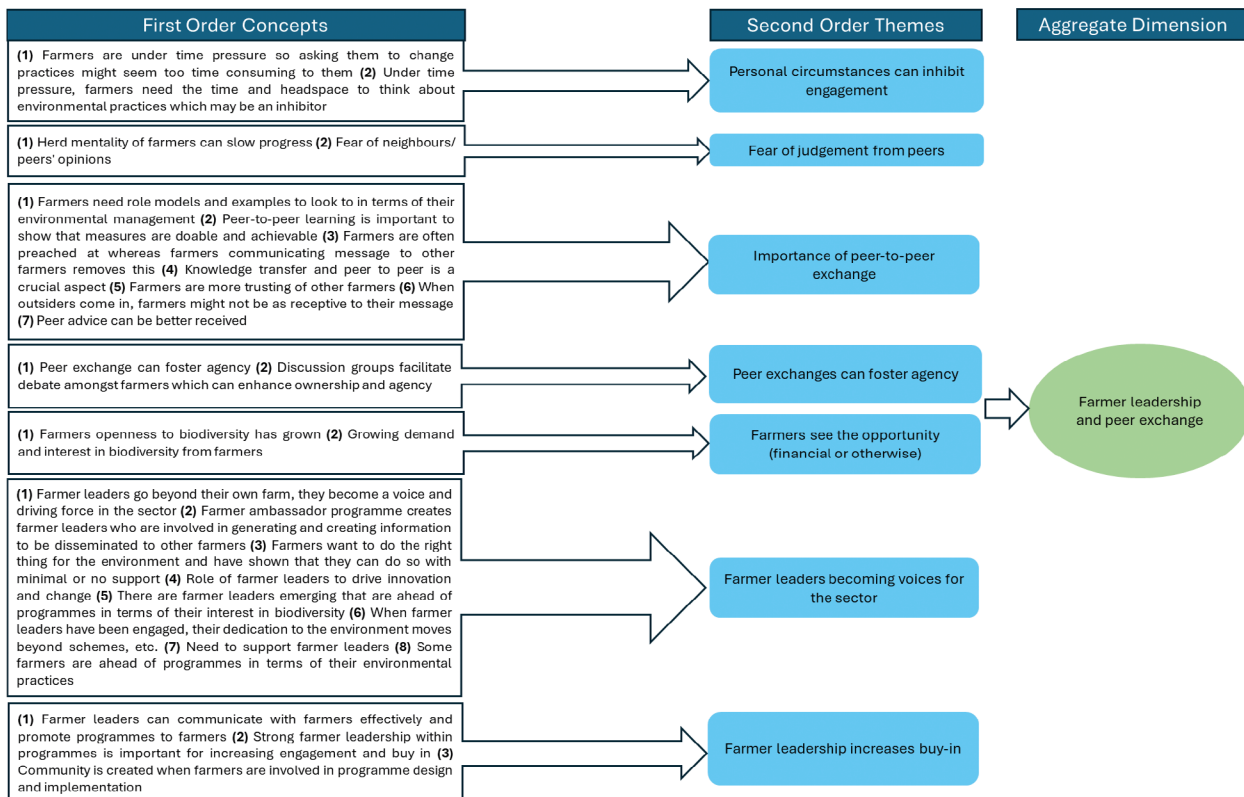 First Order Concepts
Second Order Themes
Aggregate Dimension
(1) Farmers are under time pressure so asking them to change
practices might seem too time consuming to them (2) Under
time pressure, farmers need the time and headspace to think about
environmental practices which may be an inhibitor
Personal circumstances can inhibit
engagement
(1) Herd mentality of farmers can slow progress (2) Fear of neighbours/
peers' opinions
Fear of judgement from peers
(1) Farmers need role models and examples to look to in terms of their
environmental management (2) Peer-to-peer learning is important to
show that measures are doable and achievable (3) Farmers are often
preached at whereas farmers communicating message to other
farmers removes this (4) Knowledge transfer and peer to peer is a
crucial aspect (5) Farmers are more trusting of other farmers (6) When
outsiders come in, farmers might not be as receptive to their message
(7) Peer advice can be better received
Importance of peer-to-peer
exchange
(1) Peer exchange can foster agency (2) Discussion groups facilitate
debate amongst farmers which can enhance ownership and agency
Peer exchanges can foster agency
Farmer leadership
and peer exchange
(1) Farmers openness to biodiversity has grown (2) Growing demand
and interest in biodiversity from farmers
Farmers see the opportunity
(financial or otherwise)
(1) Farmer leaders go beyond their own farm, they become a voice and
driving force in the sector (2) Farmer ambassador programme creates
farmer leaders who are involved in generating and creating information
to be disseminated to other farmers (3) Farmers want to do the right
thing for the environment and have shown that they can do so with
minimal or no support (4) Role of farmer leaders to drive innovation
and change (5) There are farmer leaders emerging that are ahead of
programmes in terms of their interest in biodiversity (6) When farmer
leaders have been engaged, their dedication to the environment moves
beyond schemes, etc. (7) Need to support farmer leaders (8) Some
farmers are ahead of programmes in terms of their environmental
practices
Farmer leaders becoming voices for
the sector
(1) Farmer leaders can communicate with farmers effectively and
promote programmes to farmers (2) Strong farmer leadership within
programmes is important for increasing engagement and buy in (3)
Community is created when farmers are involved in programme design
and implementation
Farmer leadership increases buy-in